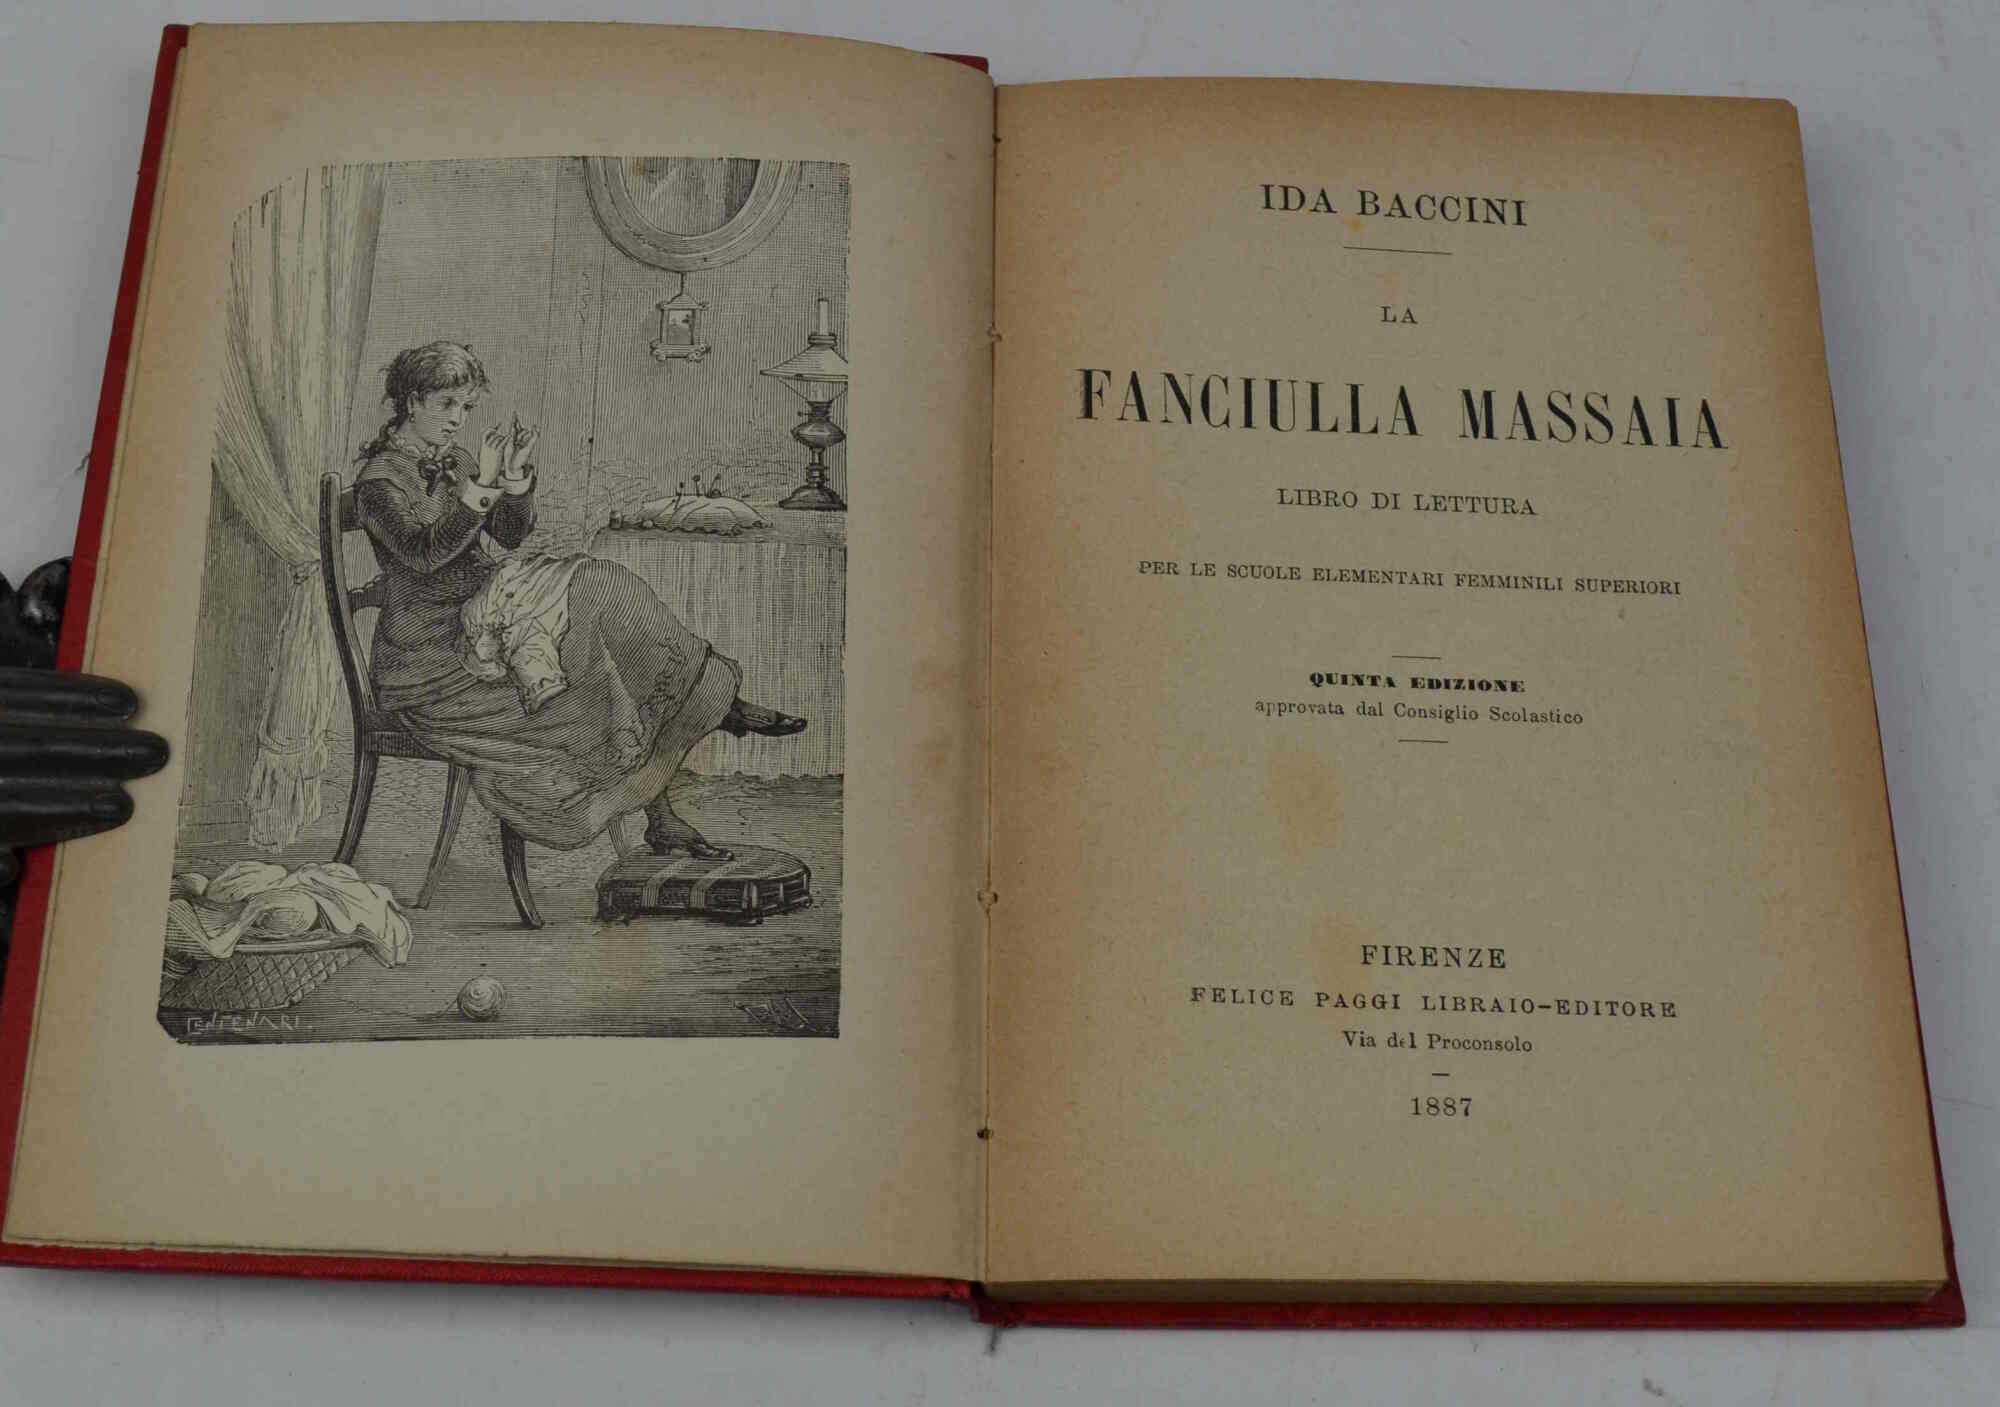 CENTENARI.
IDA BACCINI
LA
FANCIULLA MASSAIA
LIBRO DI LETTURA
PER LE SCUOLE ELEMENTARI FEMMINILI SUPERIORI
QUINTA EDIZIONE
approvata dal Consiglio Scolastico
FIRENZE
FELICE PAGGI LIBRAIO-EDITORE
Via del Proconsolo
1887